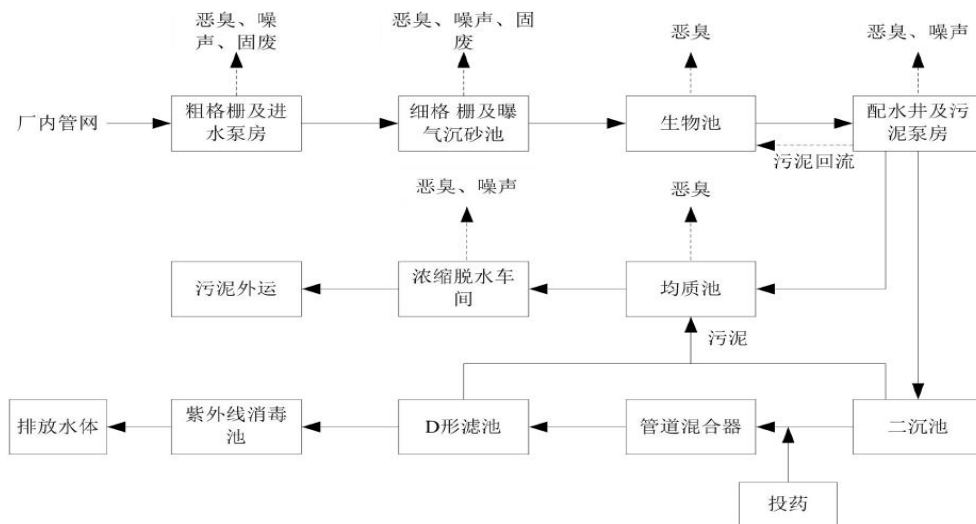 恶臭、噪
声、固废
恶臭、噪声、固
废
恶臭
恶臭、噪声
厂内管网
粗格栅及进
水泵房
细格 栅及曝
气沉砂池
生物池
配水井及污
泥泵房
污泥回流
恶臭、噪声
恶臭
污泥外运
浓缩脱水车
间
均质池
污泥
排放水体
紫外线消毒
池
D形滤池
管道混合器
二沉池
投药